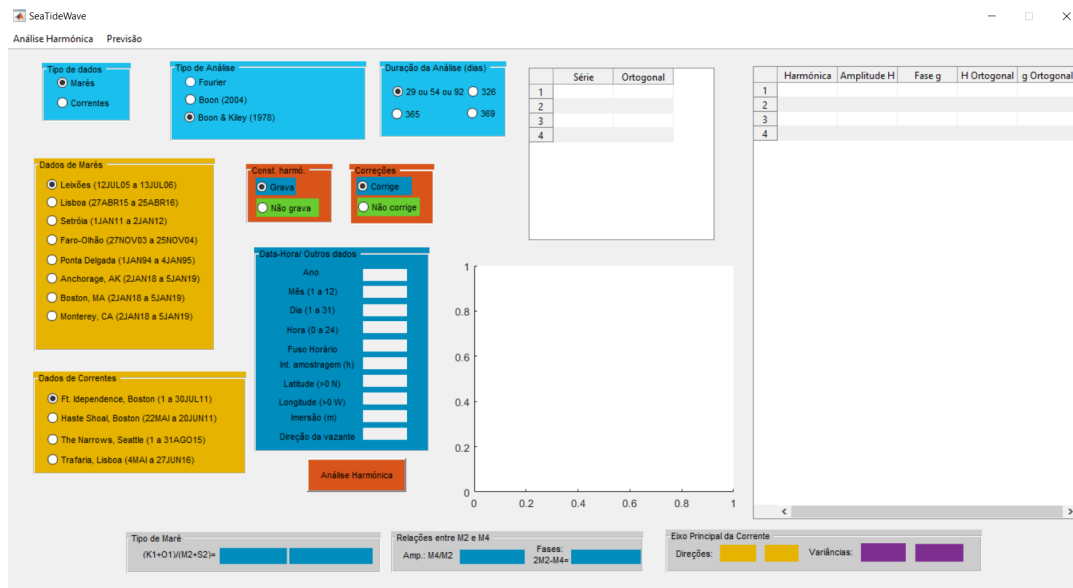 SeaTideWave
Análise Harmónica Previsão
Tipo de dados
Marés
Correntes
Tipo de Análise
Fourier
Boon (2004)
Boon & Kiley (1978)
Duração da Análise (dias)
29 ou 54 ou 92 326
365 369
Série Ortogonal
1
2
3
4
Harmónica Amplitude H Fase g H Ortogonal g Ortogonal
1
2
3
4
Dados de Marés
Leixões (12JUL05 a 13JUL06)
Lisboa (27ABR15 a 25ABR16)
Setróia (1JAN11 a 2JAN12)
Faro-Olhão (27NOV03 a 25NOV04)
Ponta Delgada (1JAN94 a 4JAN95)
Anchorage, AK (2JAN18 a 5JAN19)
Boston, MA (2JAN18 a 5JAN19)
Monterey, CA (2JAN18 a 5JAN19)
Const. harmó.
Grava
Não grava
Correções
Corrige
Não corrige
Data-Hora/ Outros dados
Ano
Mês (1 a 12)
Dia (1 a 31)
Hora (0 a 24)
Fuso Horário
Int. amostragem (h)
Latitude (>0 N)
Longitude (>0 W)
Imersão (m)
Direção da vazante
Dados de Correntes
Ft. Idependence, Boston (1 a 30JUL11)
Haste Shoal, Boston (22MAI a 20JUN11)
The Narrows, Seattle (1 a 31AGO15)
Trafaria, Lisboa (4MAI a 27JUN16)
Análise Harmónica
1
0.8
0.6
0.4
0.2
0
0 0.2 0.4 0.6 0.8 1
Tipo de Maré
(K1+O1)/(M2+S2)=
Relações entre M2 e M4
Amp.: M4/M2
Fases:
2M2-M4=
Eixo Principal da Corrente
Direções: Variâncias: